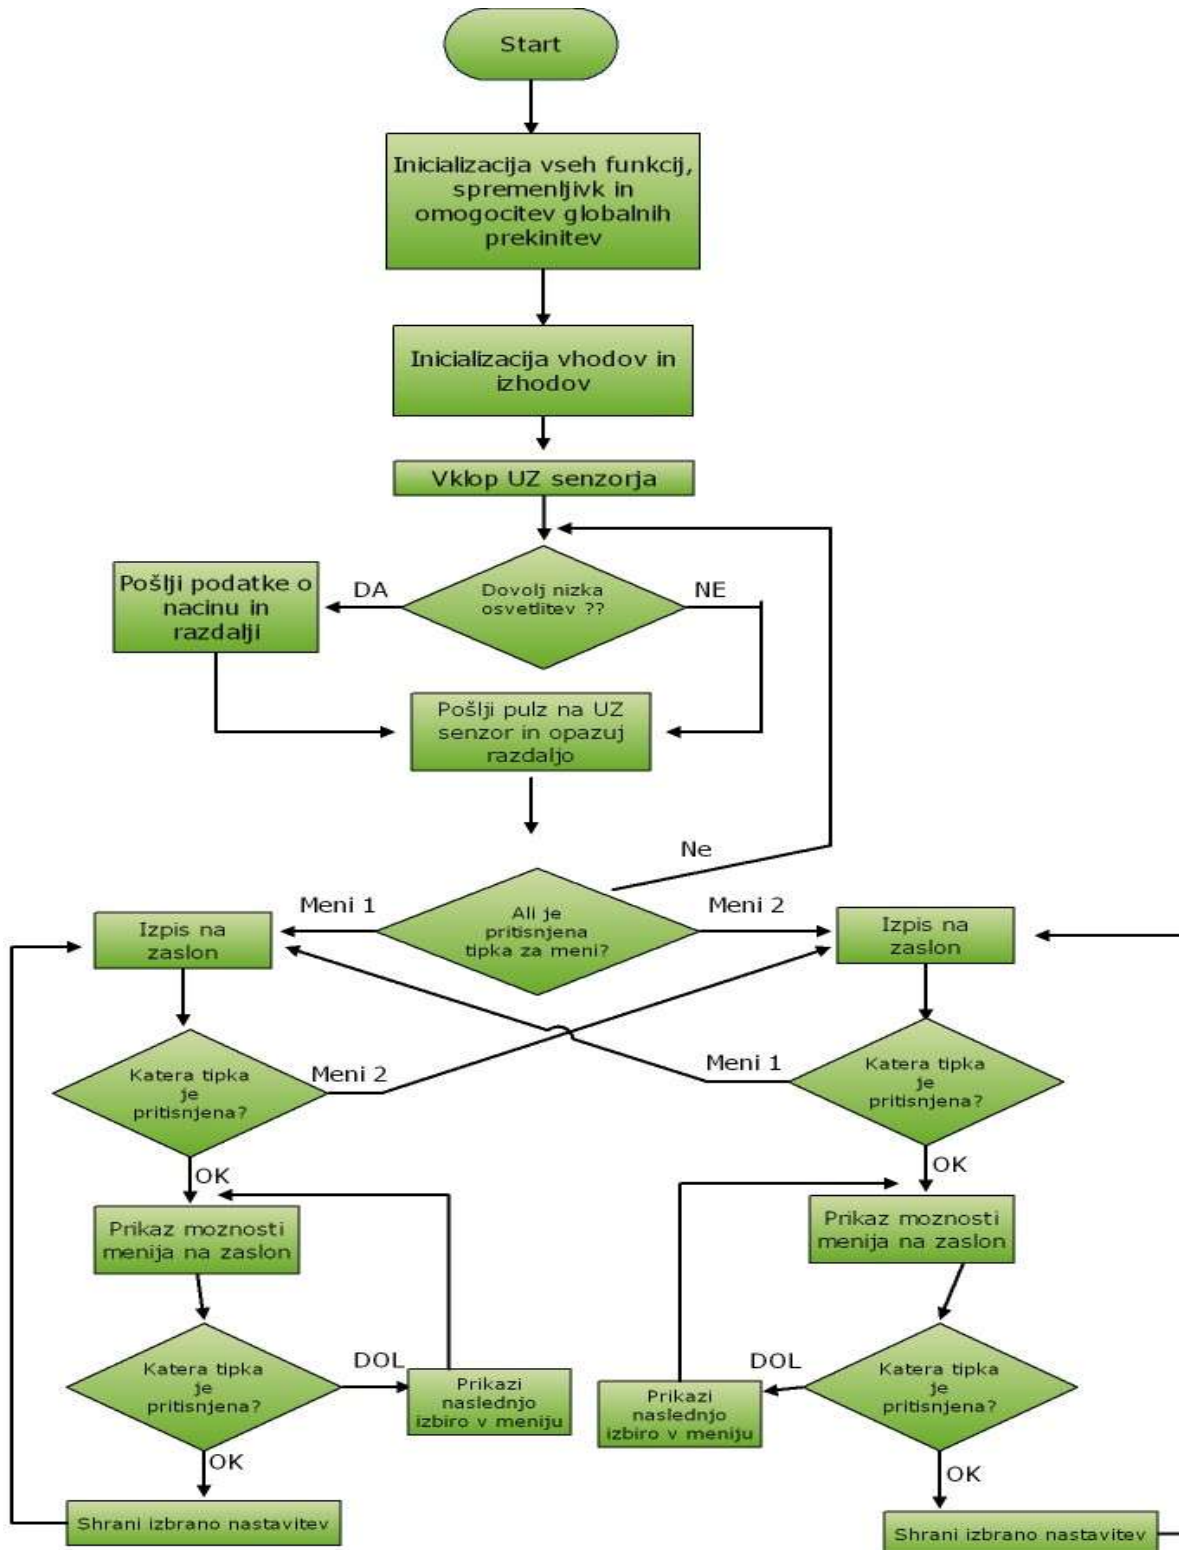 Start
Inicializacija vseh funkcij,
spremenljivk in
omogocitev globalnih
prekinitev
Inicializacija vhodov in
izhodov
Vklop UZ senzorja
Pošlji podatke o
nacinu in
razdalji
DA
Dovolj nizka
osvetlitev ??
NE
Pošlji pulz na UZ
senzor in opazuj
razdaljo
Ne
Meni 1
Ali je
pritisnjena
tipka za meni?
Meni 2
Izpis na
zaslon
Izpis na
zaslon
Katera tipka
je
pritisnjena?
Meni 2
Meni 1
Katera tipka
je
pritisnjena?
OK
OK
Prikaz moznosti
menija na zaslon
Prikaz moznosti
menija na zaslon
Katera tipka
je
pritisnjena?
DOL
Prikazi
naslednjo
izbiro v meniju
DOL
Prikazi
naslednjo
izbiro v meniju
Katera tipka
je
pritisnjena?
OK
OK
Shrani izbrano nastavitev
Shrani izbrano nastavitev